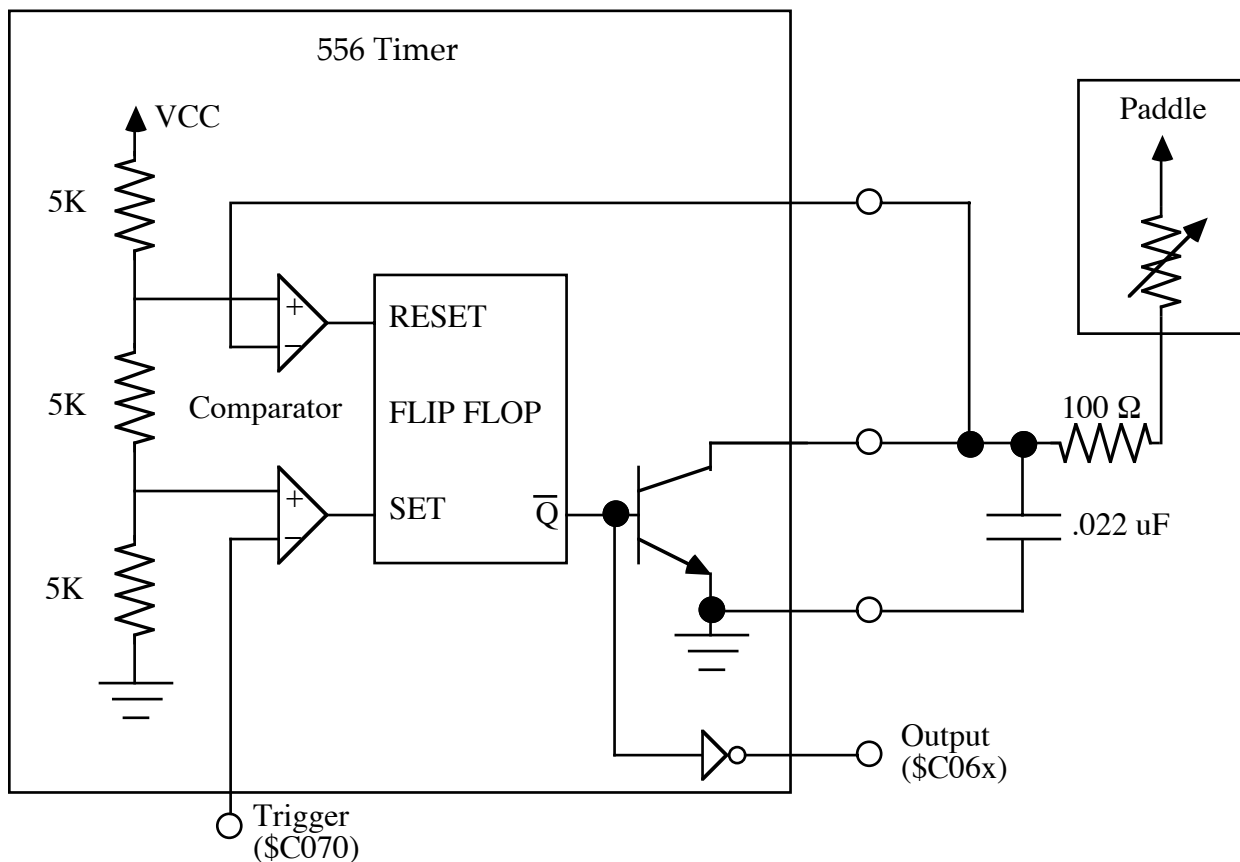 556 Timer
VCC
Paddle
5K
+
−
RESET
5K
Comparator
FLIP FLOP
100 Ω
+
−
SET
Q̅
.022 uF
5K
Output
($C06x)
Trigger
($C070)